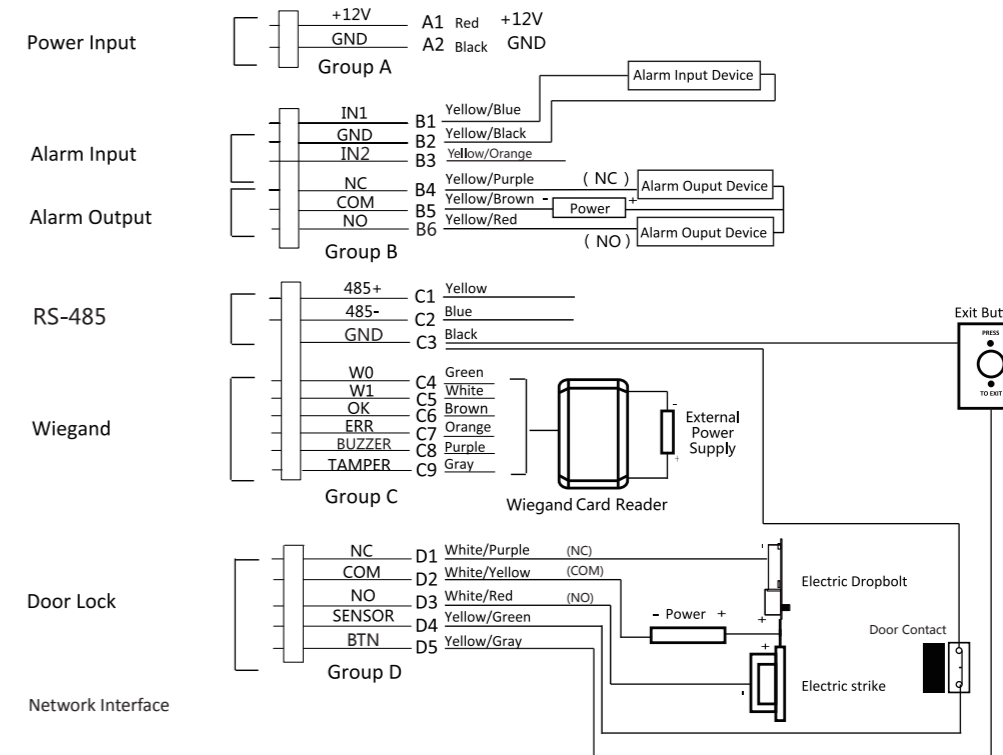 Power Input
+12V A1 Red +12V
GND A2 Black GND
Group A
Alarm Input Device
Alarm Input
IN1 B1 Yellow/Blue
GND B2 Yellow/Black
IN2 B3 Yellow/Orange
Alarm Output
NC B4 Yellow/Purple ( NC ) Alarm Ouput Device
COM B5 Yellow/Brown - Power +
NO B6 Yellow/Red ( NO ) Alarm Ouput Device
Group B
RS-485
485+ C1 Yellow
485- C2 Blue
GND C3 Black
Exit But
PRESS
TO EXIT
Wiegand
W0 C4 Green
W1 C5 White
OK C6 Brown
ERR C7 Orange
BUZZER C8 Purple
TAMPER C9 Gray
Group C
-
External
Power
Supply
+
Wiegand Card Reader
Door Lock
NC D1 White/Purple (NC) -
COM D2 White/Yellow (COM)
NO D3 White/Red (NO)
SENSOR D4 Yellow/Green
BTN D5 Yellow/Gray
Group D
Electric Dropbolt
+
- Power +
+
-
Electric strike
Door Contact
Network Interface